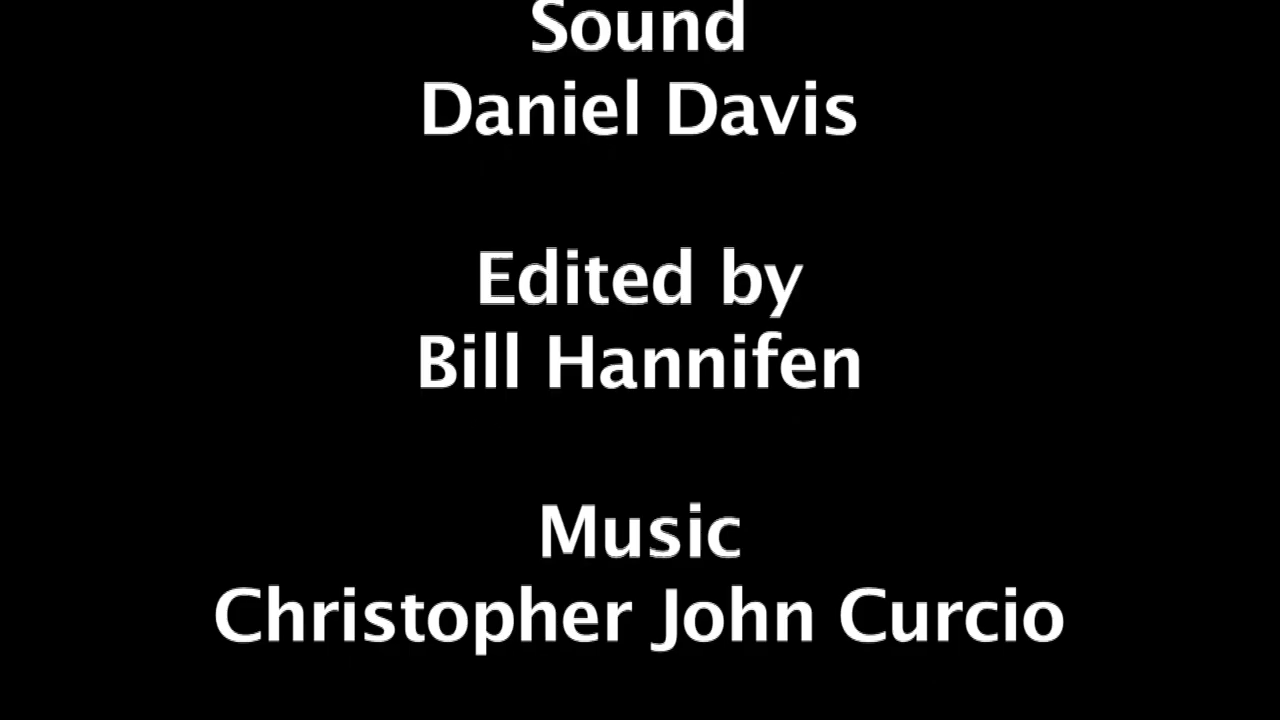 Sound
Daniel Davis
Edited by
Bill Hannifen
Music
Christopher John Curcio